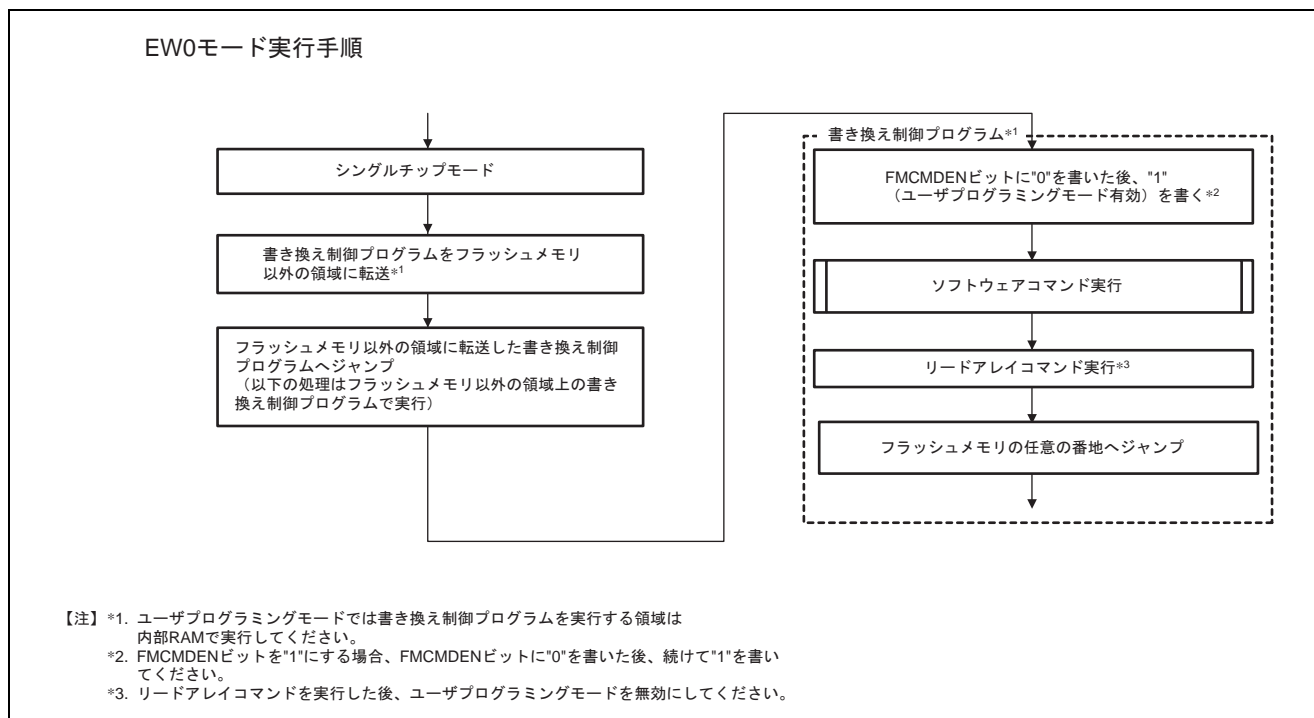 EW0モード実行手順
シングルチップモード
書き換え制御プログラムをフラッシュメモリ
以外の領域に転送*1
フラッシュメモリ以外の領域に転送した書き換え制御
プログラムへジャンプ
(以下の処理はフラッシュメモリ以外の領域上の書き
換え制御プログラムで実行)
書き換え制御プログラム*1
FMCMDENビットに"0"を書いた後、"1"
(ユーザプログラミングモード有効)を書く*2
ソフトウェアコマンド実行
リードアレイコマンド実行*3
フラッシュメモリの任意の番地へジャンプ
【注】*1. ユーザプログラミングモードでは書き換え制御プログラムを実行する領域は
内部RAMで実行してください。
*2. FMCMDENビットを"1"にする場合、FMCMDENビットに"0"を書いた後、続けて"1"を書い
てください。
*3. リードアレイコマンドを実行した後、ユーザプログラミングモードを無効にしてください。